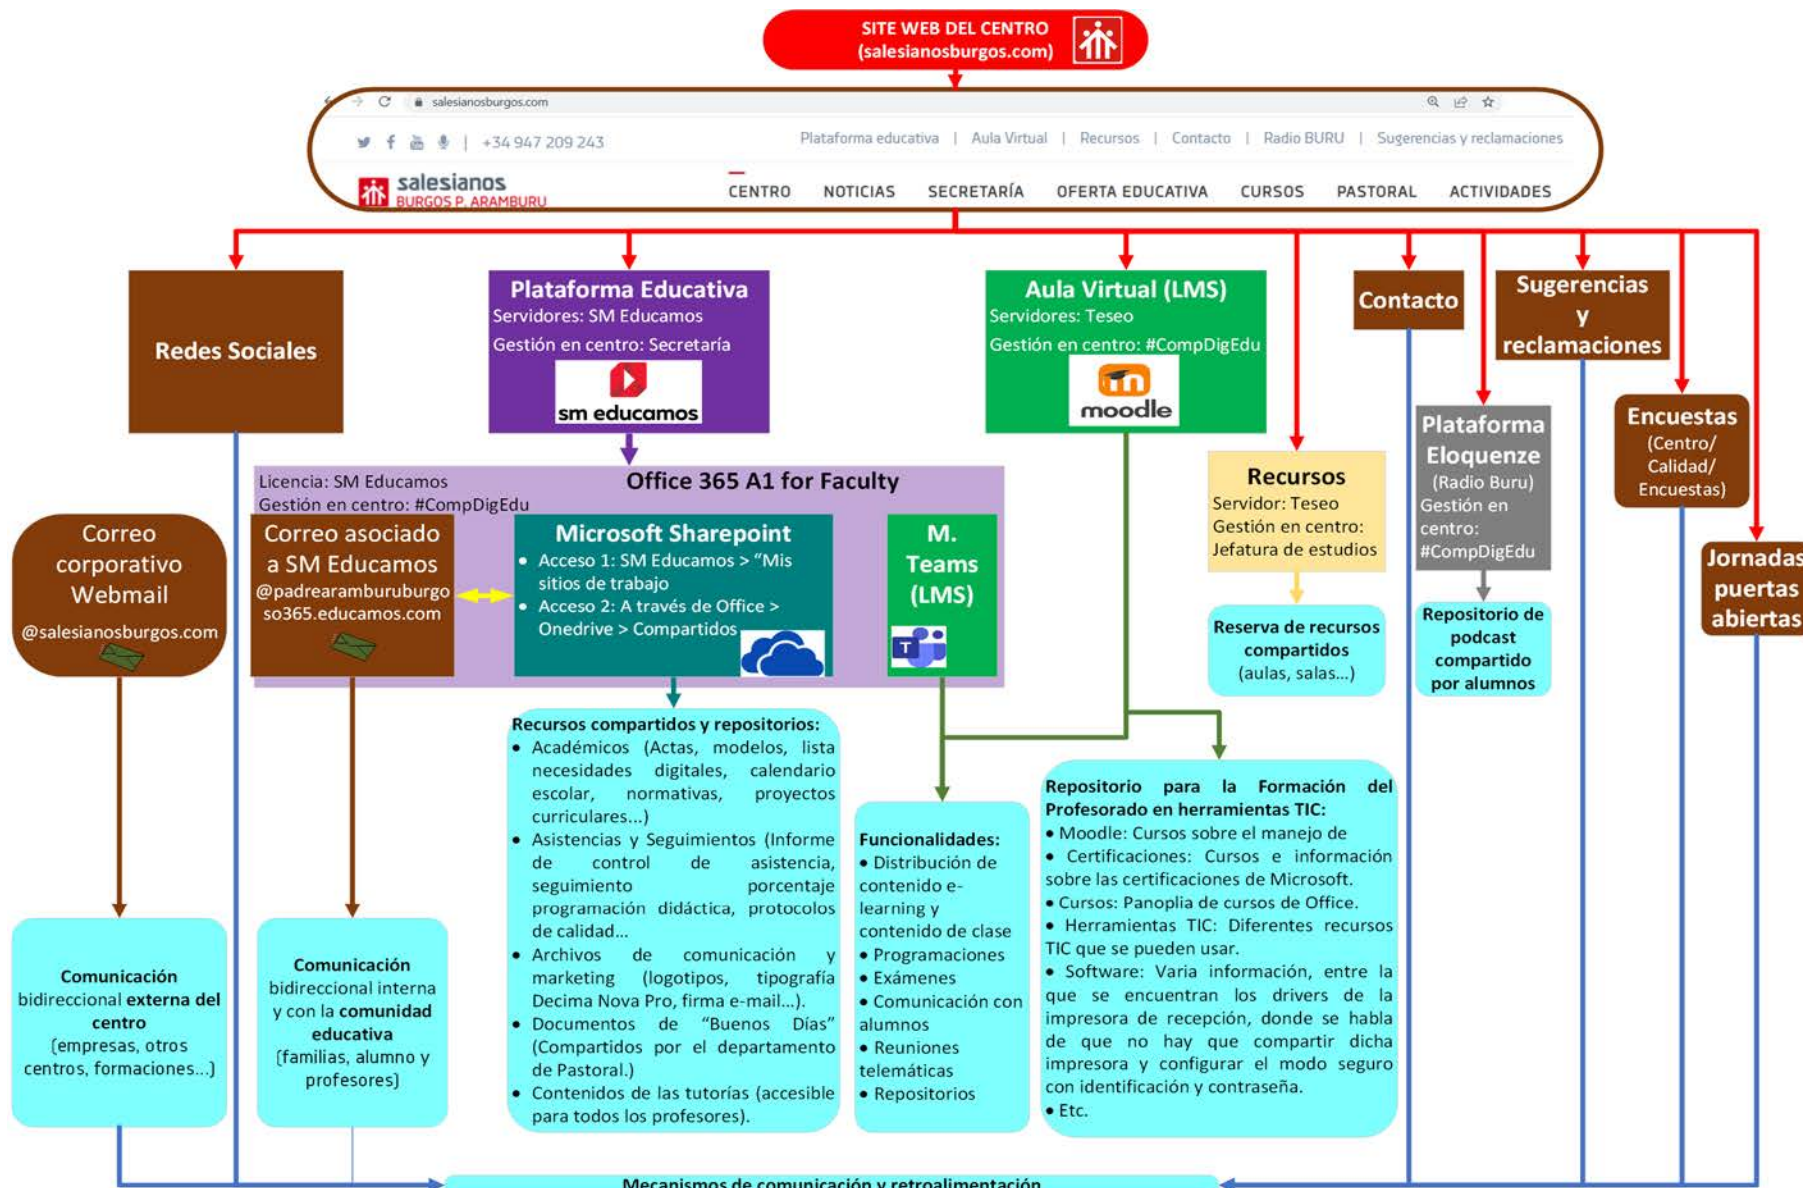 SITE WEB DEL CENTRO
(salesianosburgos.com)
salesianosburgos.com
+34 947 209 243
Plataforma educativa | Aula Virtual | Recursos | Contacto | Radio BURU | Sugerencias y reclamaciones
salesianos
BURGOS P. ARAMBURU
CENTRO NOTICIAS SECRETARÍA OFERTA EDUCATIVA CURSOS PASTORAL ACTIVIDADES
Redes Sociales
Plataforma Educativa
Servidores: SM Educamos
Gestión en centro: Secretaría
sm educamos
Aula Virtual (LMS)
Servidores: Teseo
Gestión en centro: #CompDigEdu
moodle
Contacto
Sugerencias
y
reclamaciones
Recursos
Servidor: Teseo
Gestión en centro:
Jefatura de estudios
Plataforma
Eloquenze
(Radio Buru)
Gestión en
centro:
#CompDigEdu
Encuestas
(Centro/
Calidad/
Encuestas)
Jornadas
puertas
abiertas
Licencia: SM Educamos
Gestión en centro: #CompDigEdu
Office 365 A1 for Faculty
Correo
corporativo
Webmail
@salesianosburgos.com
Correo asociado
a SM Educamos
@padrearamburuburgo
so365.educamos.com
Microsoft Sharepoint
• Acceso 1: SM Educamos > “Mis
sitios de trabajo
• Acceso 2: A través de Office >
Onedrive > Compartidos
M.
Teams
(LMS)
T
Reserva de recursos
compartidos
(aulas, salas...)
Repositorio de
podcast
compartido
por alumnos
Comunicación
bidireccional externa del
centro
(empresas, otros
centros, formaciones...)
Comunicación
bidireccional interna
y con la comunidad
educativa
(familias, alumno y
profesores)
Recursos compartidos y repositorios:
• Académicos (Actas, modelos, lista
necesidades digitales, calendario
escolar, normativas, proyectos
curriculares...)
• Asistencias y Seguimientos (Informe
de control de asistencia,
seguimiento porcentaje
programación didáctica, protocolos
de calidad...
• Archivos de comunicación y
marketing (logotipos, tipografía
Decima Nova Pro, firma e-mail...).
• Documentos de “Buenos Días”
(Compartidos por el departamento
de Pastoral.)
• Contenidos de las tutorías (accesible
para todos los profesores).
Funcionalidades:
• Distribución de
contenido e-
learning y
contenido de clase
• Programaciones
• Exámenes
• Comunicación con
alumnos
• Reuniones
telemáticas
• Repositorios
Repositorio para la Formación del
Profesorado en herramientas TIC:
• Moodle: Cursos sobre el manejo de
• Certificaciones: Cursos e información
sobre las certificaciones de Microsoft.
• Cursos: Panoplia de cursos de Office.
• Herramientas TIC: Diferentes recursos
TIC que se pueden usar.
• Software: Varia información, entre la
que se encuentran los drivers de la
impresora de recepción, donde se habla
de que no hay que compartir dicha
impresora y configurar el modo seguro
con identificación y contraseña.
• Etc.
Mecanismos de comunicación y retroalimentación